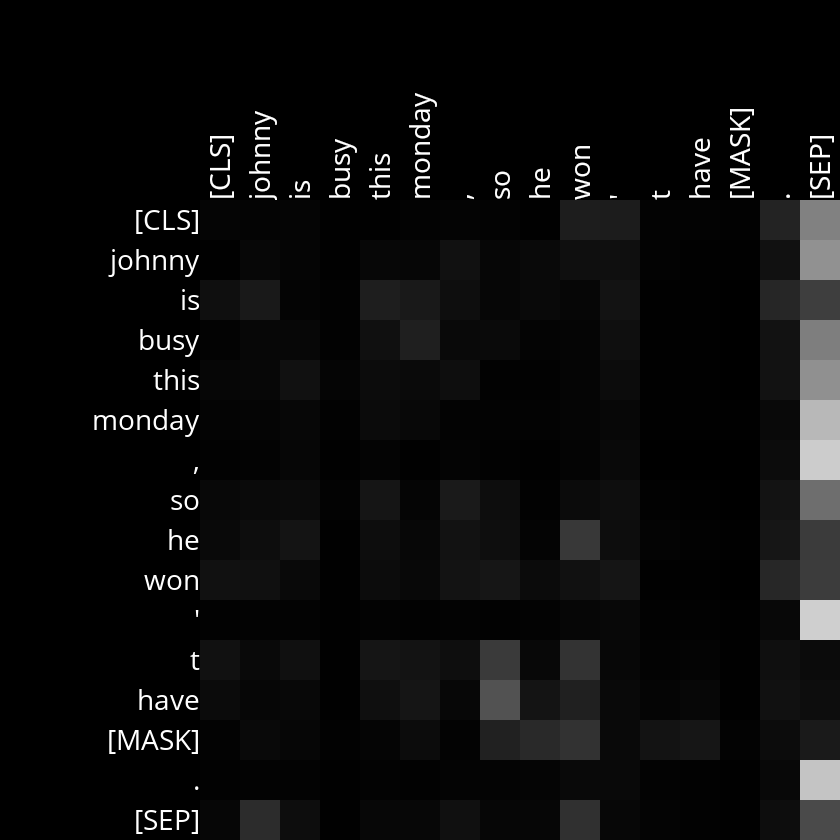 [CLS] johnny is busy this monday , so he won ' t have [MASK] . [SEP]
[CLS]
johnny
is
busy
this
monday
,
so
he
won
'
t
have
[MASK]
.
[SEP]